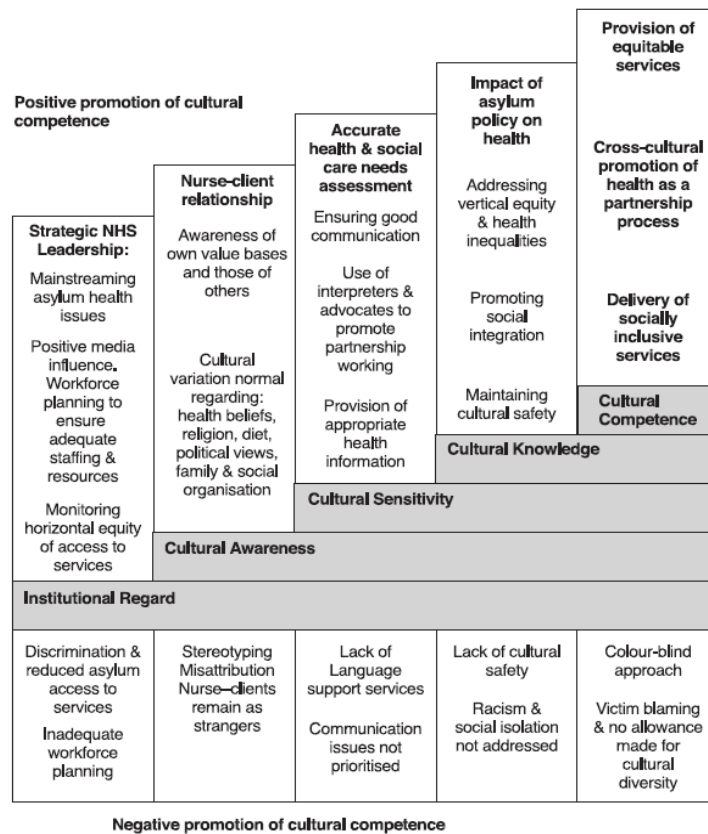 Positive promotion of cultural
competence
Strategic NHS
Leadership:
Mainstreaming
asylum health
issues
Positive media
influence.
Workforce
planning to
ensure
adequate
staffing &
resources
Monitoring
horizontal equity
of access to
services
Nurse-client
relationship
Awareness of
own value bases
and those of
others
Cultural
variation normal
regarding:
health beliefs,
religion, diet,
political views,
family & social
organisation
Accurate
health & social
care needs
assessment
Ensuring good
communication
Use of
interpreters &
advocates to
promote
partnership
working
Provision of
appropriate
health
information
Impact of
asylum
policy on
health
Addressing
vertical equity
& health
inequalities
Promoting
social
integration
Maintaining
cultural safety
Provision of
equitable
services
Cross-cultural
promotion of
health as a
partnership
process
Delivery of
socially
inclusive
services
Cultural
Competence
Cultural Knowledge
Cultural Sensitivity
Cultural Awareness
Institutional Regard
Discrimination &
reduced asylum
access to
services
Inadequate
workforce
planning
Stereotyping
Misattribution
Nurse–clients
remain as
strangers
Lack of
Language
support services
Communication
issues not
prioritised
Lack of cultural
safety
Racism &
social isolation
not addressed
Colour-blind
approach
Victim blaming
& no allowance
made for
cultural
diversity
Negative promotion of cultural competence